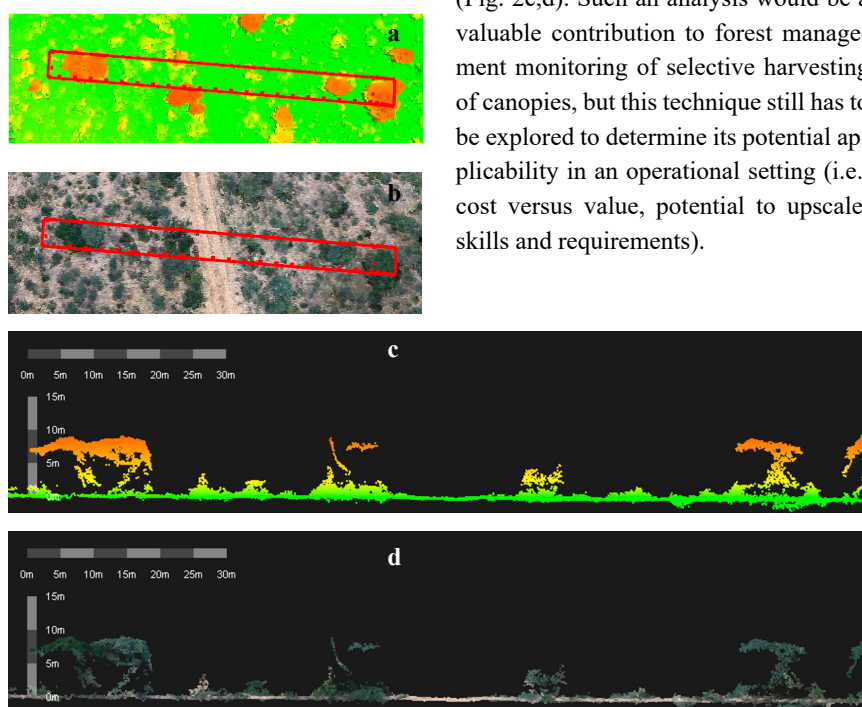 (Fig. 2c,d). Such an analysis would be a
valuable contribution to forest manage-
ment monitoring of selective harvesting
of canopies, but this technique still has to
be explored to determine its potential ap-
plicability in an operational setting (i.e.
cost versus value, potential to upscale,
skills and requirements).
a
b
c
0m 5m 10m 15m 20m 25m 30m
15m
10m
5m
0m
d
0m 5m 10m 15m 20m 25m 30m
15m
10m
5m
0m